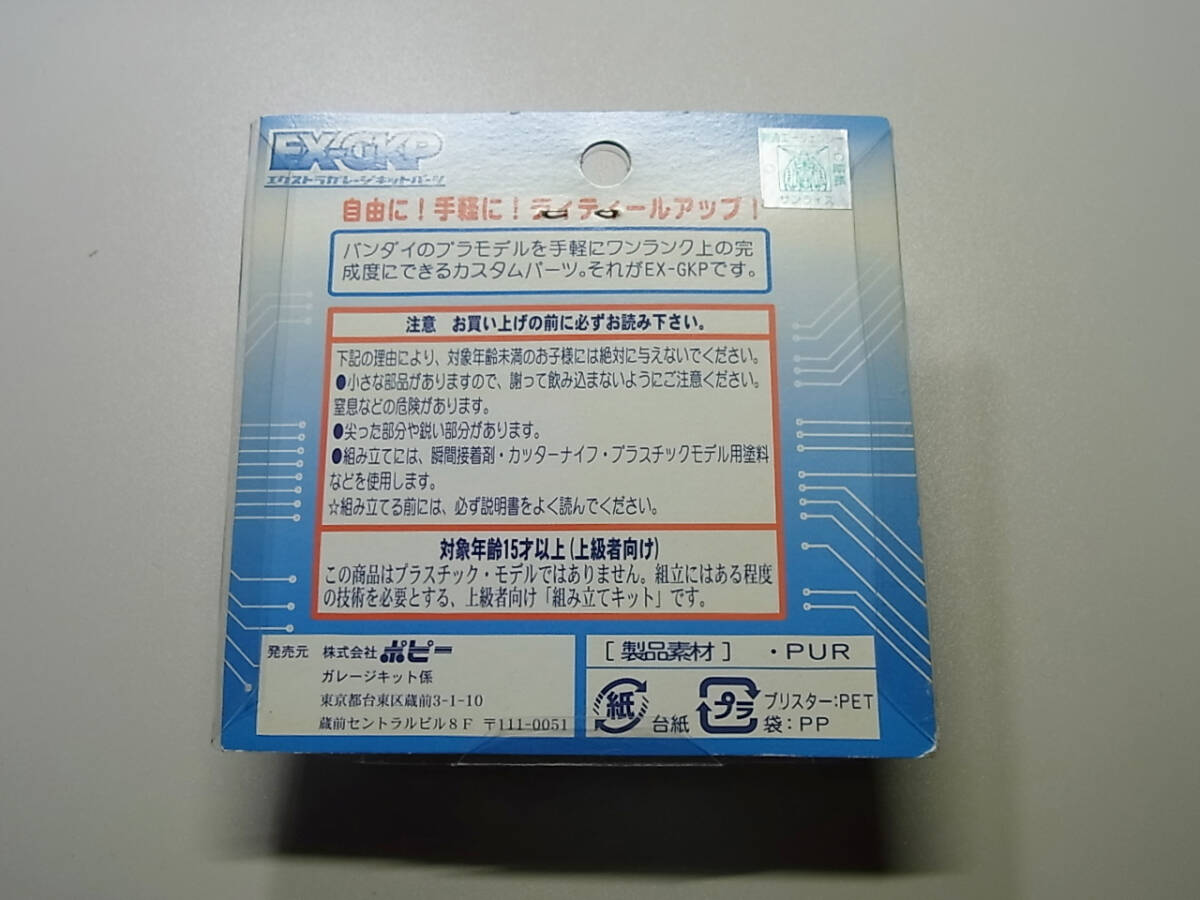 EX-GKP
エクストラガレージキットパーツ
サンライズ
自由に！手軽に！ディティールアップ！
バンダイのプラモデルを手軽にワンランク上の完
成度にできるカスタムパーツ。それがEX-GKPです。
注意 お買い上げの前に必ずお読み下さい。
下記の理由により、対象年齢未満のお子様には絶対に与えないでください。
●小さな部品がありますので、謝って飲み込まないようにご注意ください。
窒息などの危険があります。
●尖った部分や鋭い部分があります。
●組み立てには、瞬間接着剤・カッターナイフ・プラスチックモデル用塗料
などを使用します。
☆組み立てる前には、必ず説明書をよく読んでください。
対象年齢15才以上(上級者向け)
この商品はプラスチック・モデルではありません。組立にはある程度
の技術を必要とする、上級者向け「組み立てキット」です。
発売元 株式会社ポピー
ガレージキット係
東京都台東区蔵前3-1-10
蔵前セントラルビル8F 〒111-0051
[製品素材] ・PUR
紙 台紙 プラ ブリスター:PET
袋:PP